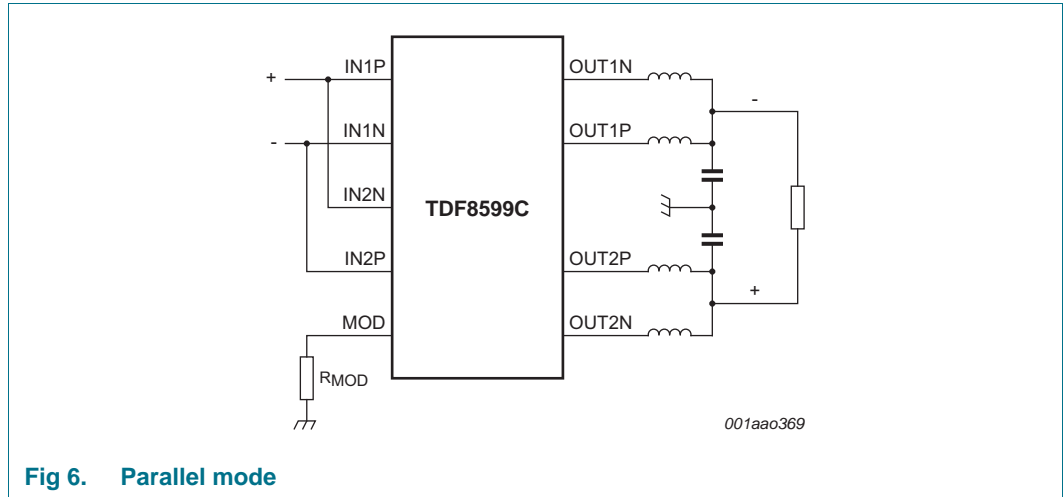 IN1P
OUT1N
+
-
IN1N
OUT1P
-
IN2N
TDF8599C
IN2P
OUT2P
+
MOD
OUT2N
RMOD
001aao369
Fig 6. Parallel mode